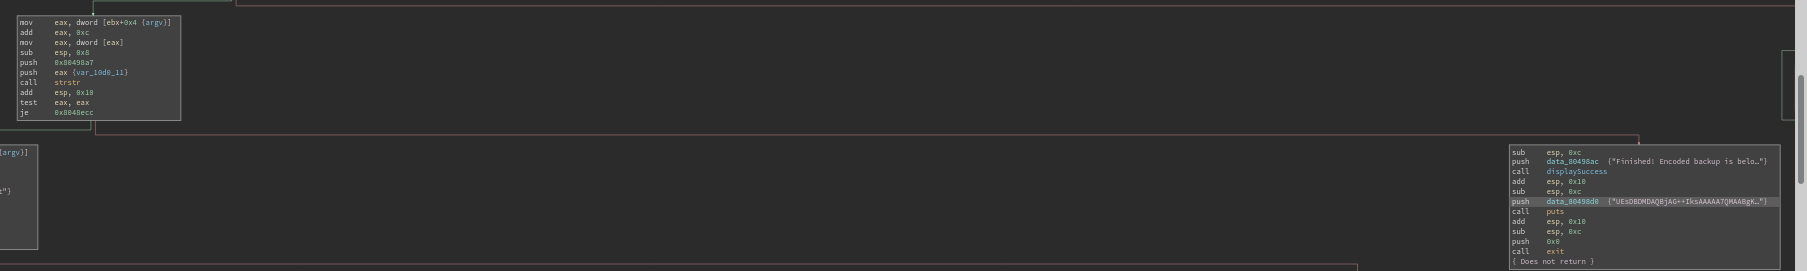 mov eax, dword [ebx+0x4 {argv}]
add eax, 0xc
mov eax, dword [eax]
sub esp, 0x8
push 0x80498a7
push eax {var_10d0_11}
call strstr
add esp, 0x10
test eax, eax
je 0x8048ecc
[argv}]
t"}
sub esp, 0xc
push data_80498ac {"Finished! Encoded backup is belo…"}
call displaySuccess
add esp, 0x10
sub esp, 0xc
push data_80498d0 {"UEsDBDMDAQBjAG++IksAAAAA7QMAABgK…"}
call puts
add esp, 0x10
sub esp, 0xc
push 0x0
call exit
{ Does not return }